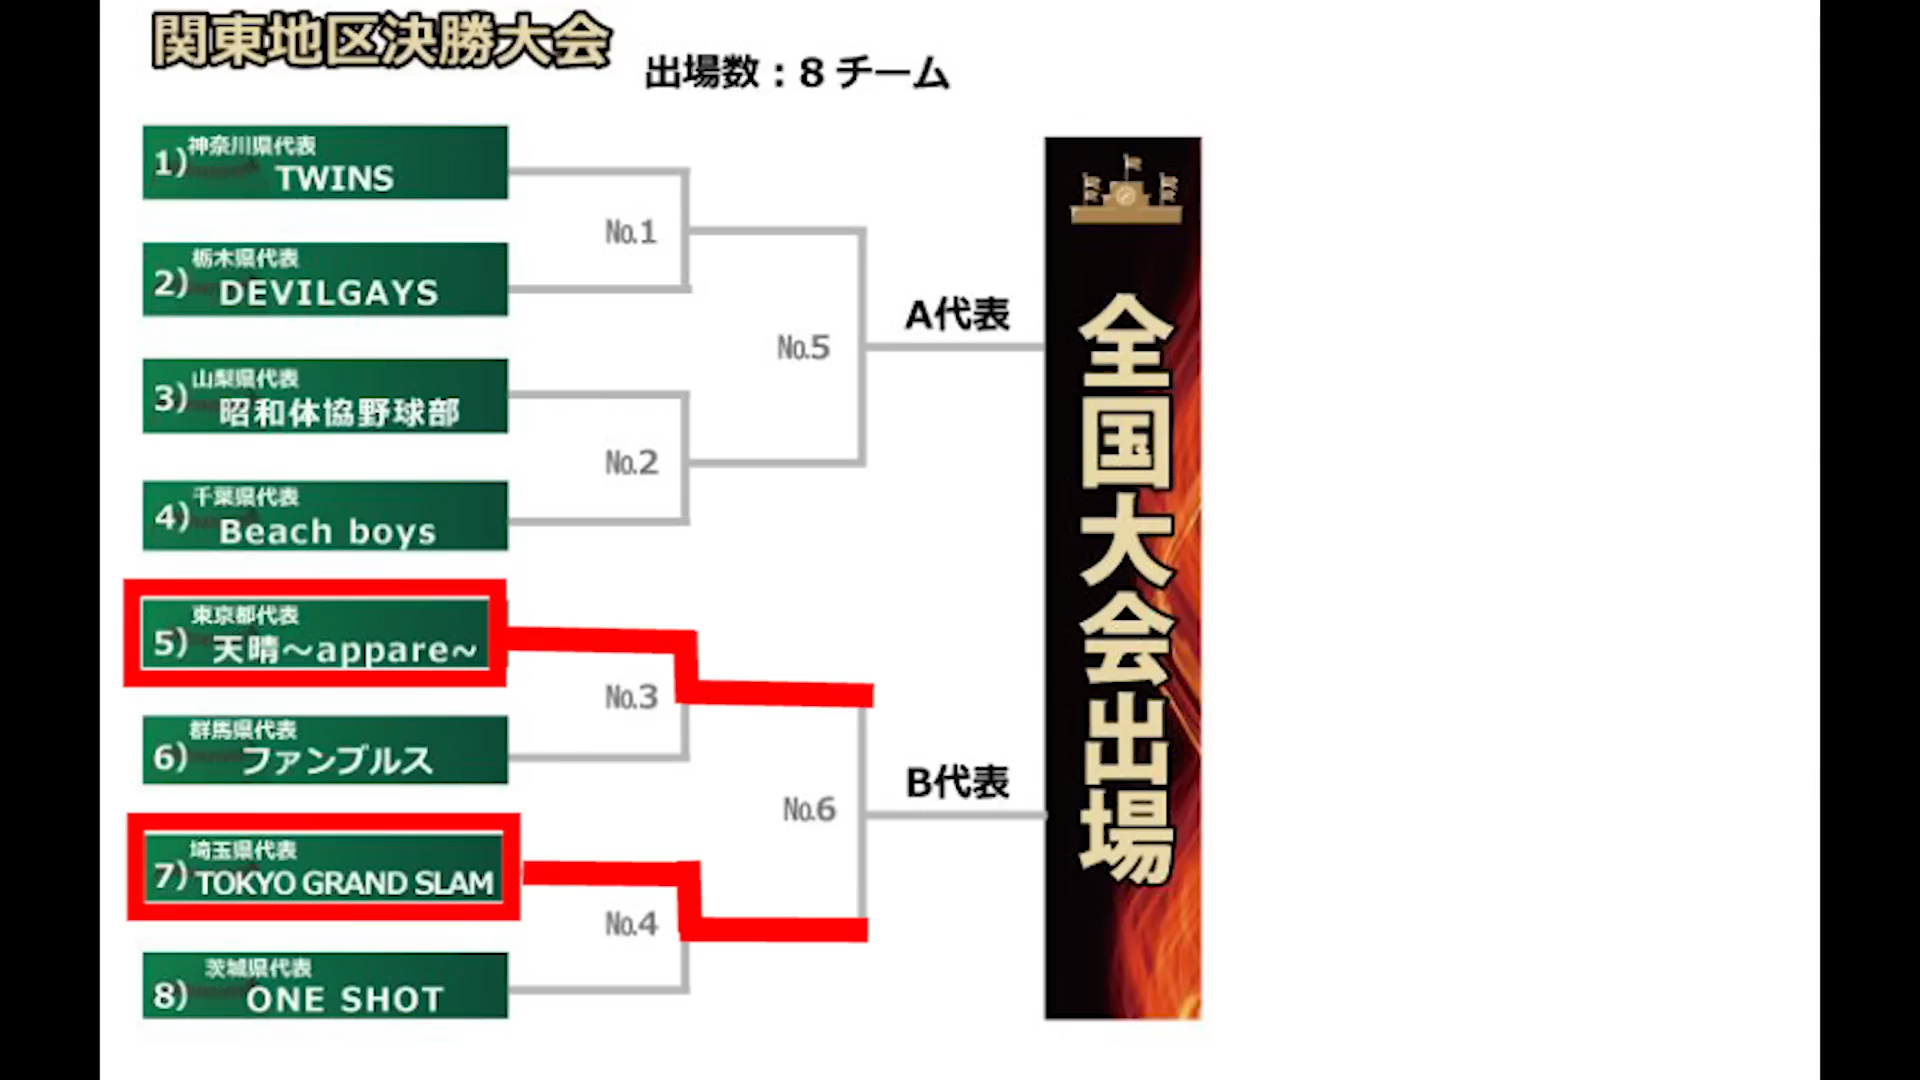 関東地区決勝大会
出場数：8 チーム
1) 神奈川県代表
TWINS
2) 栃木県代表
DEVILGAYS
3) 山梨県代表
昭和体協野球部
4) 千葉県代表
Beach boys
5) 東京都代表
天晴～appare~
6) 群馬県代表
ファンブルス
7) 埼玉県代表
TOKYO GRAND SLAM
8) 茨城県代表
ONE SHOT
No.1
No.2
No.3
No.4
No.5
No.6
A代表
B代表
全国大会出場